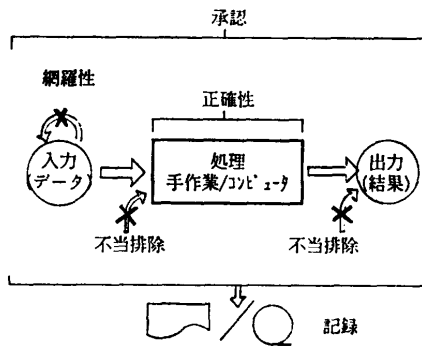 承認
網羅性
正確性
入力
(データ)
処理
手作業/コンピュータ
出力
(結果)
不当排除
不当排除
記録